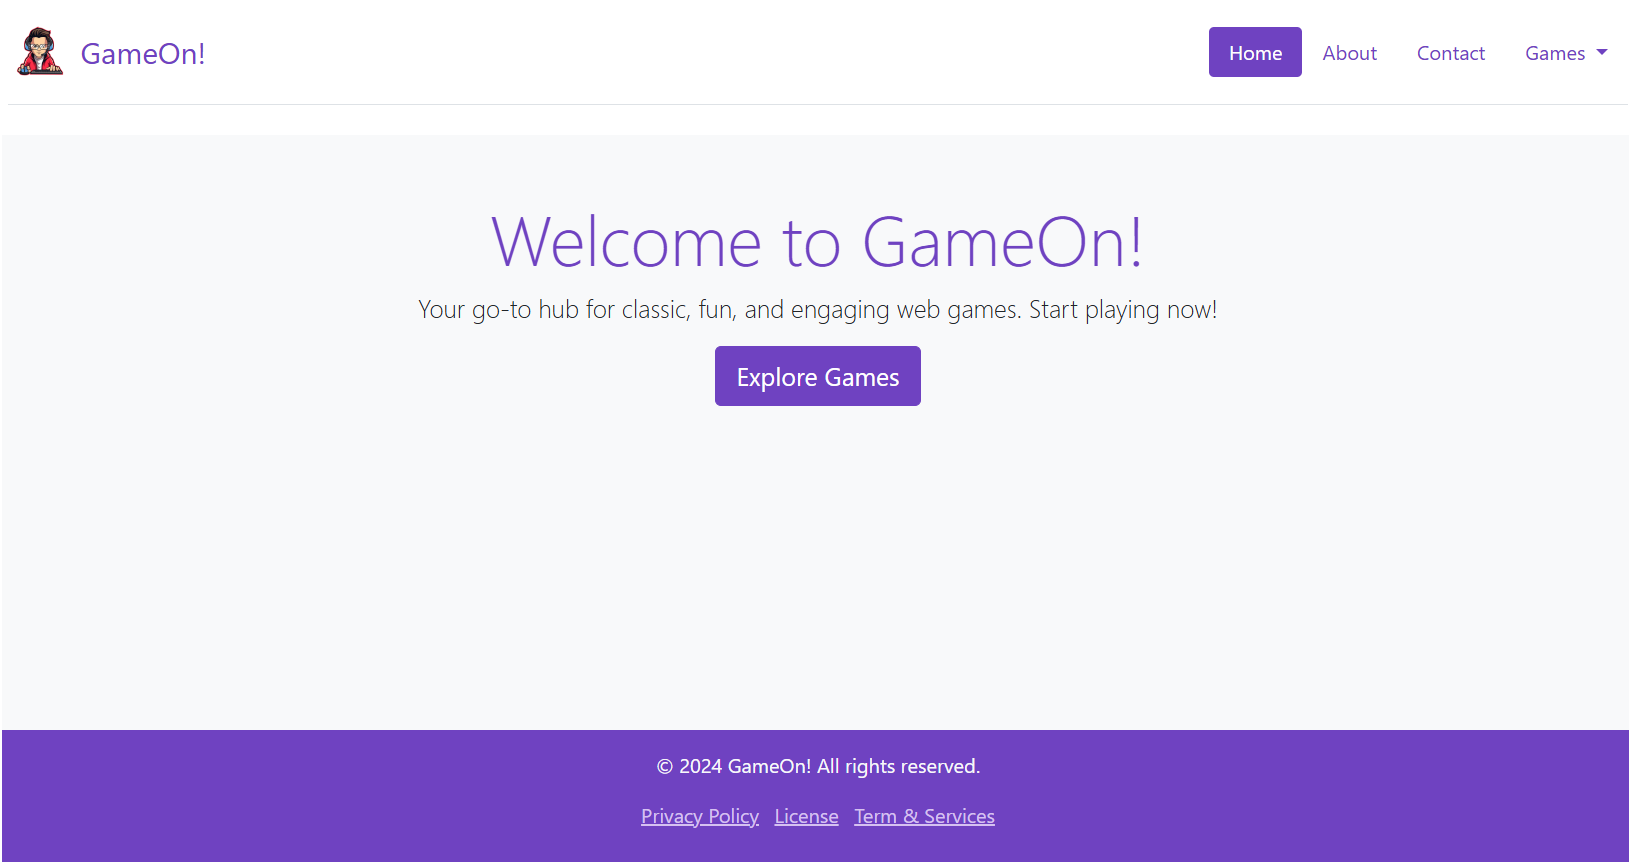 GameOn!
Home About Contact Games
Welcome to GameOn!
Your go-to hub for classic, fun, and engaging web games. Start playing now!
Explore Games
© 2024 GameOn! All rights reserved.
Privacy Policy License Term & Services